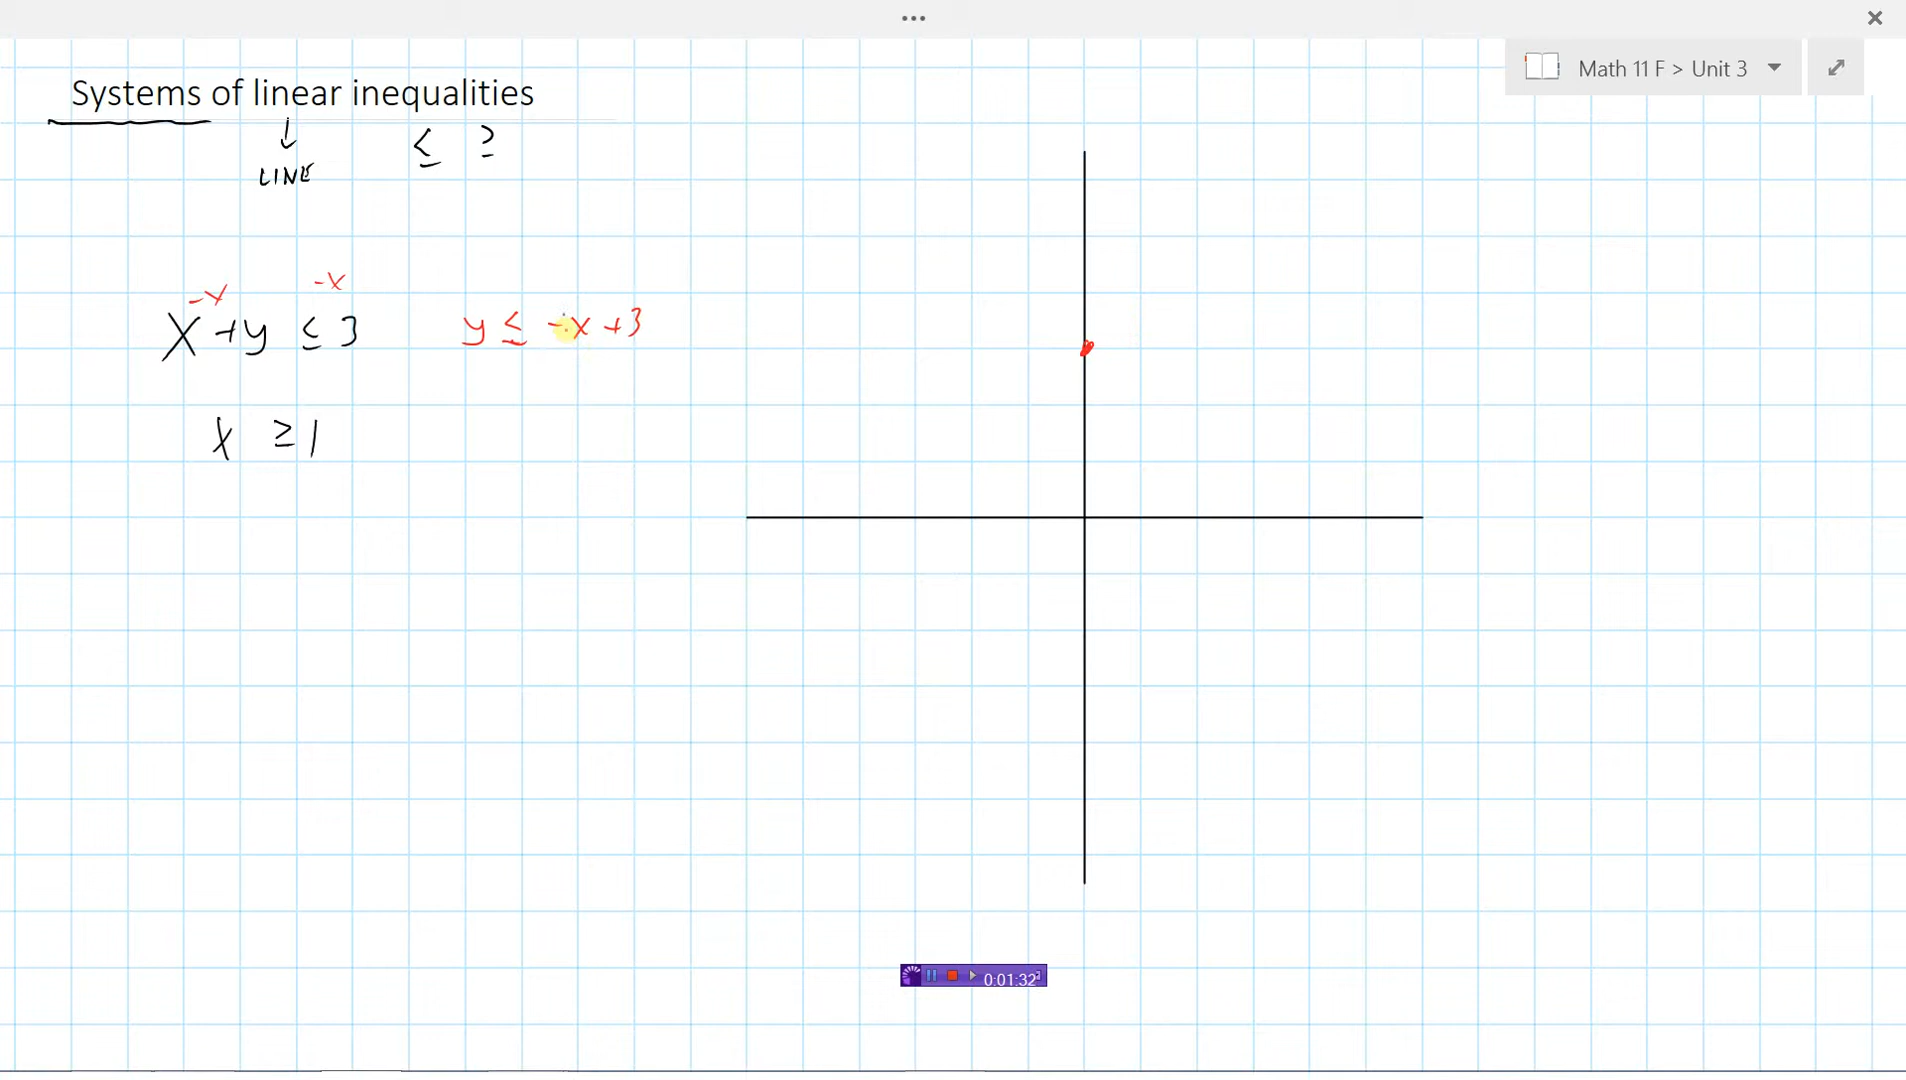 Math 11 F > Unit 3
Systems of linear inequalities
≤ ≥
LINE
-x -x
x + y ≤ 3 y ≤ -x + 3
x ≥ 1
0:01:32